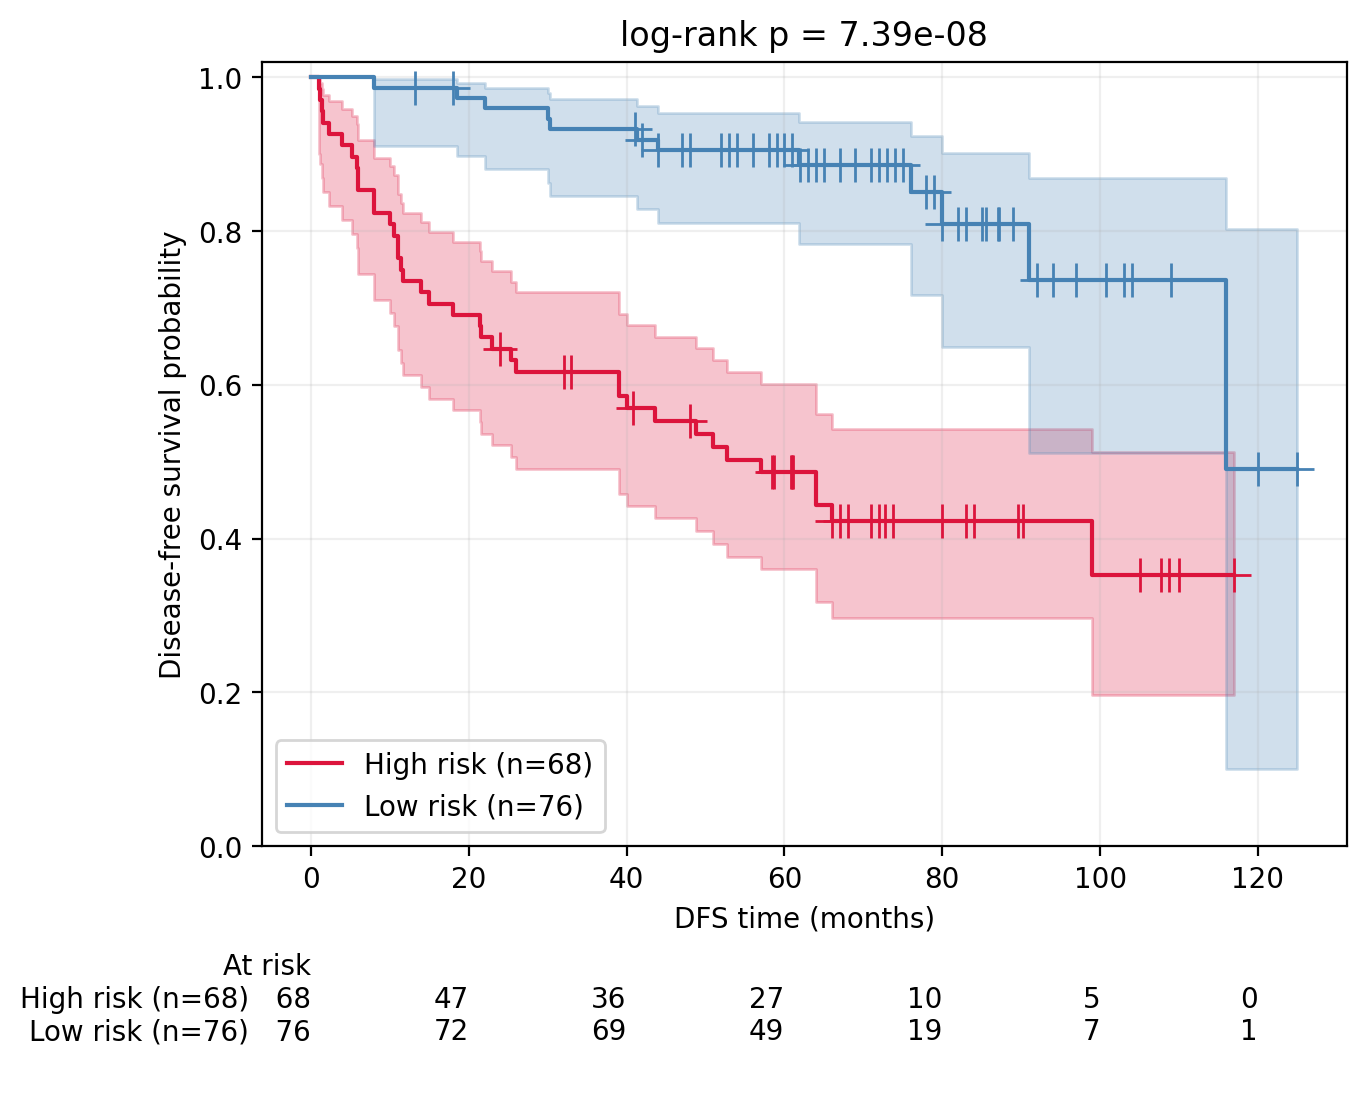 log-rank p = 7.39e-08
Disease-free survival probability
1.0
0.8
0.6
0.4
0.2
0.0
High risk (n=68)
Low risk (n=76)
0 20 40 60 80 100 120
DFS time (months)
At risk
High risk (n=68) 68 47 36 27 10 5 0
Low risk (n=76) 76 72 69 49 19 7 1